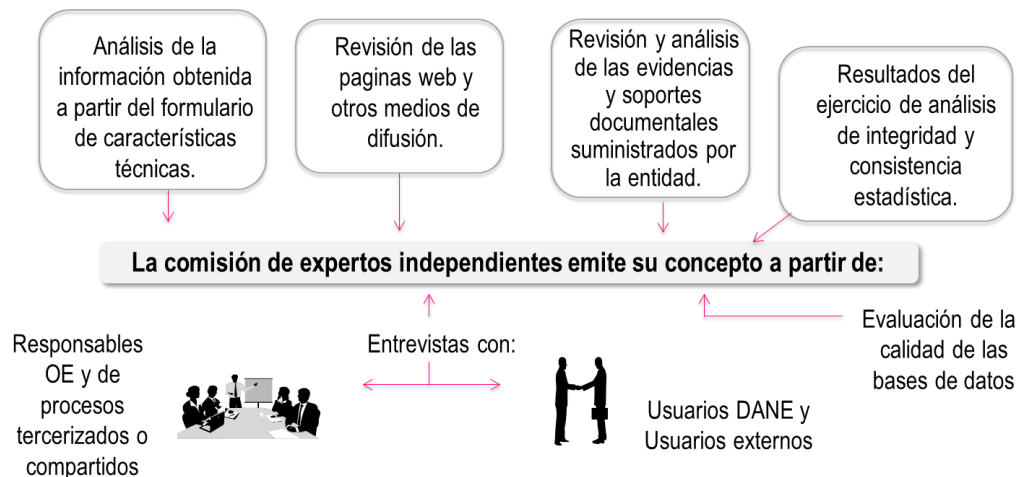 Análisis de la
información obtenida
a partir del formulario
de características
técnicas.
Revisión de las
paginas web y
otros medios de
difusión.
Revisión y análisis
de las evidencias
y soportes
documentales
suministrados por
la entidad.
Resultados del
ejercicio de análisis
de integridad y
consistencia
estadística.
La comisión de expertos independientes emite su concepto a partir de:
Responsables
OE y de
procesos
tercerizados o
compartidos
Entrevistas con:
Usuarios DANE y
Usuarios externos
Evaluación de la
calidad de las
bases de datos